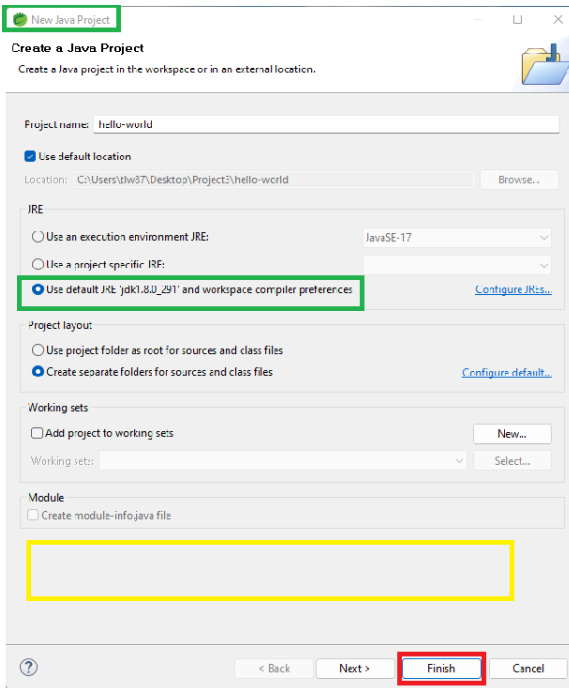 New Java Project
Create a Java Project
Create a Java project in the workspace or in an external location.
Project name: hello-world
Use default location
Location: C:\Users\tlw87\Desktop\Project3\hello-world Browse...
JRE
Use an execution environment JRE: JavaSE-17
Use a project specific JRE:
Use default JRE 'jdk1.8.0_291' and workspace compiler preferences Configure JREs...
Project layout
Use project folder as root for sources and class files
Create separate folders for sources and class files Configure default...
Working sets
Add project to working sets New...
Working sets: Select...
Module
Create module-info.java file
? < Back Next > Finish Cancel